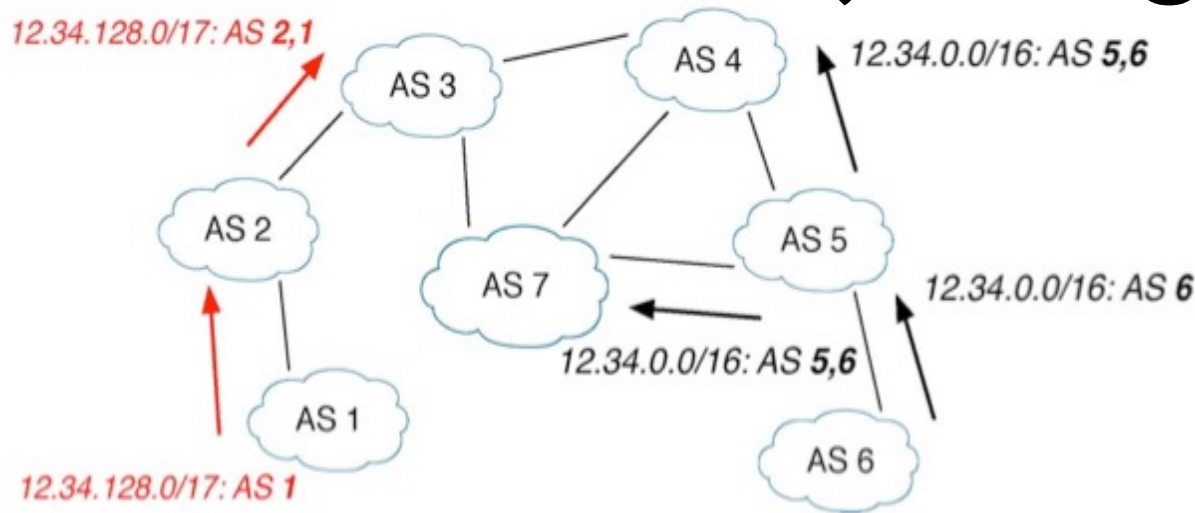 12.34.128.0/17: AS 2,1
AS 3
AS 4
12.34.0.0/16: AS 5,6
AS 2
AS 5
AS 7
12.34.0.0/16: AS 6
12.34.0.0/16: AS 5,6
AS 1
AS 6
12.34.128.0/17: AS 1